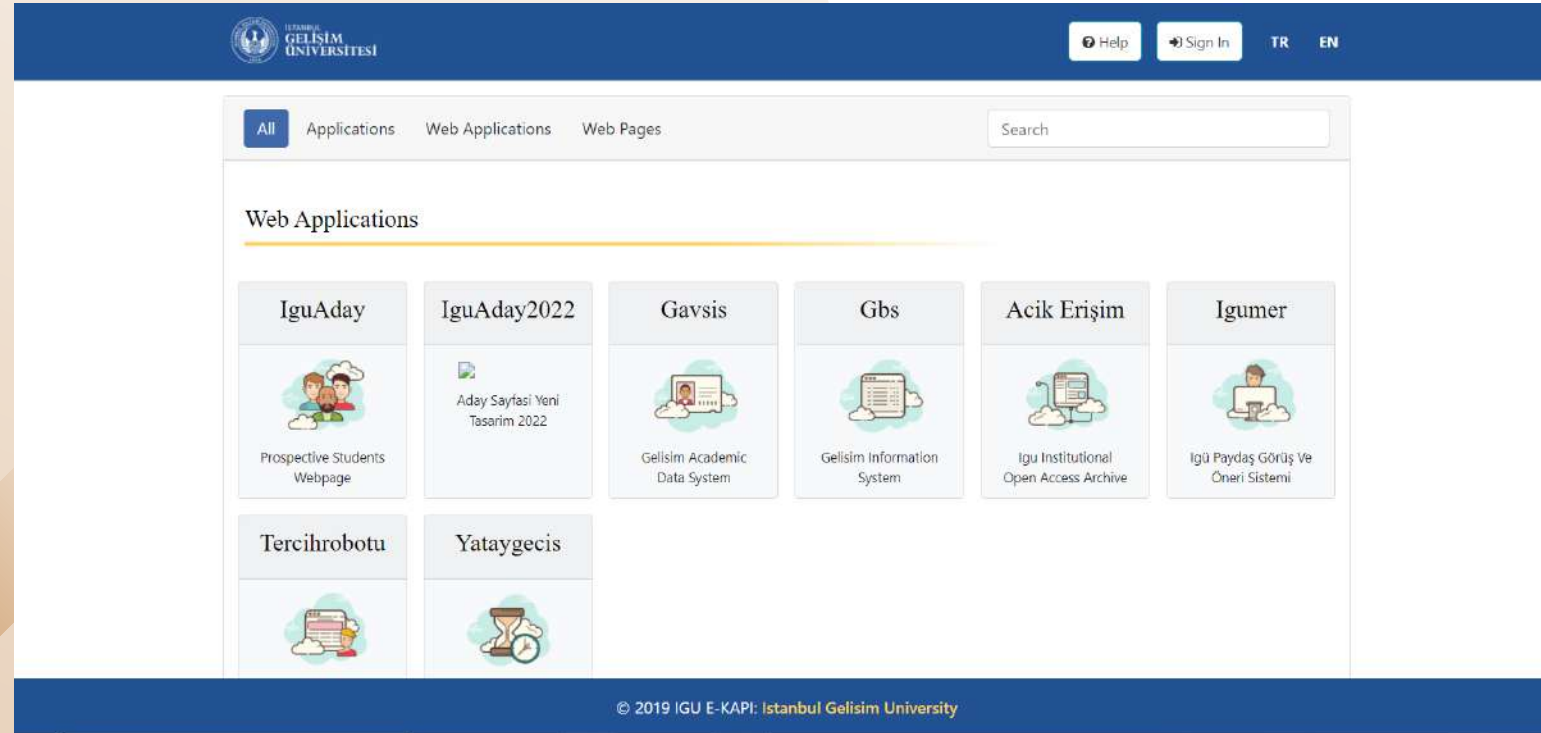 ISTANBUL
GELİŞİM
ÜNİVERSİTESİ
Help
Sign In
TR
EN
All
Applications
Web Applications
Web Pages
Search
Web Applications
IguAday
IguAday2022
Gavsis
Gbs
Acik Erişim
Igumer
Prospective Students
Webpage
Aday Sayfasi Yeni
Tasarim 2022
Gelisim Academic
Data System
Gelisim Information
System
Igu Institutional
Open Access Archive
Igü Paydaş Görüş Ve
Öneri Sistemi
Tercihrobotu
Yataygecis
© 2019 IGU E-KAPI: Istanbul Gelisim University